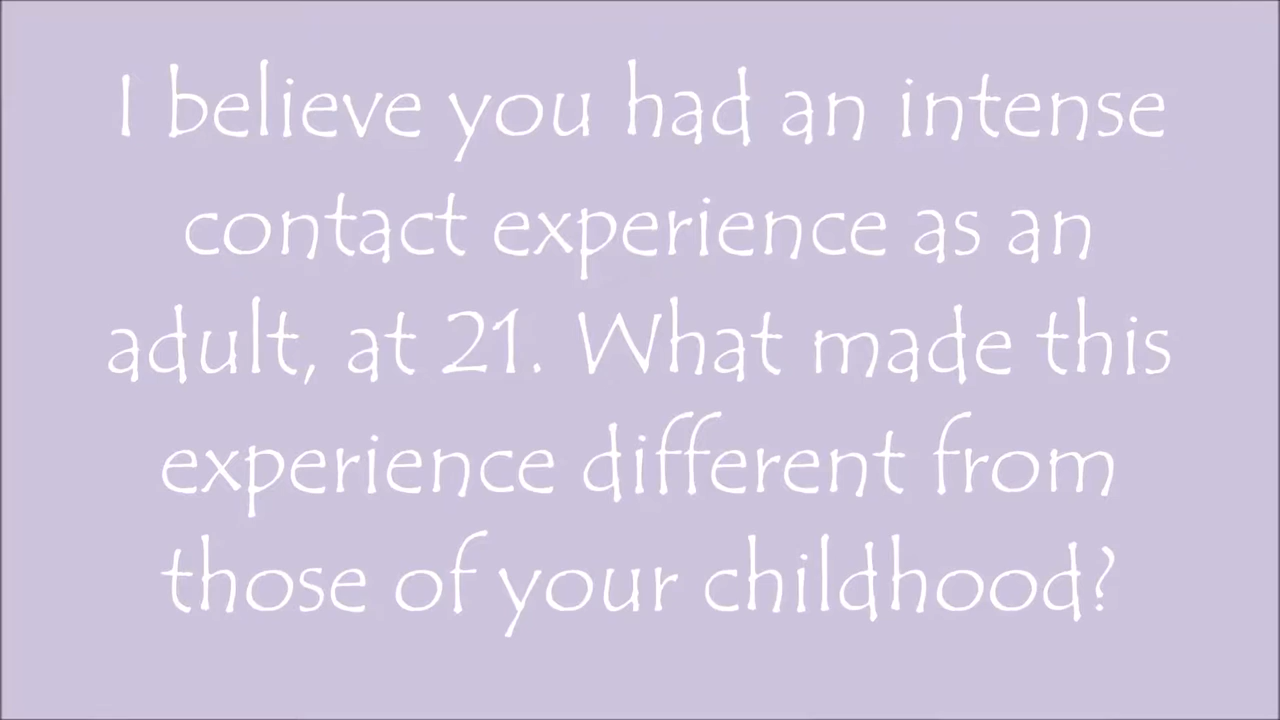 I believe you had an intense
contact experience as an
adult, at 21. What made this
experience different from
those of your childhood?